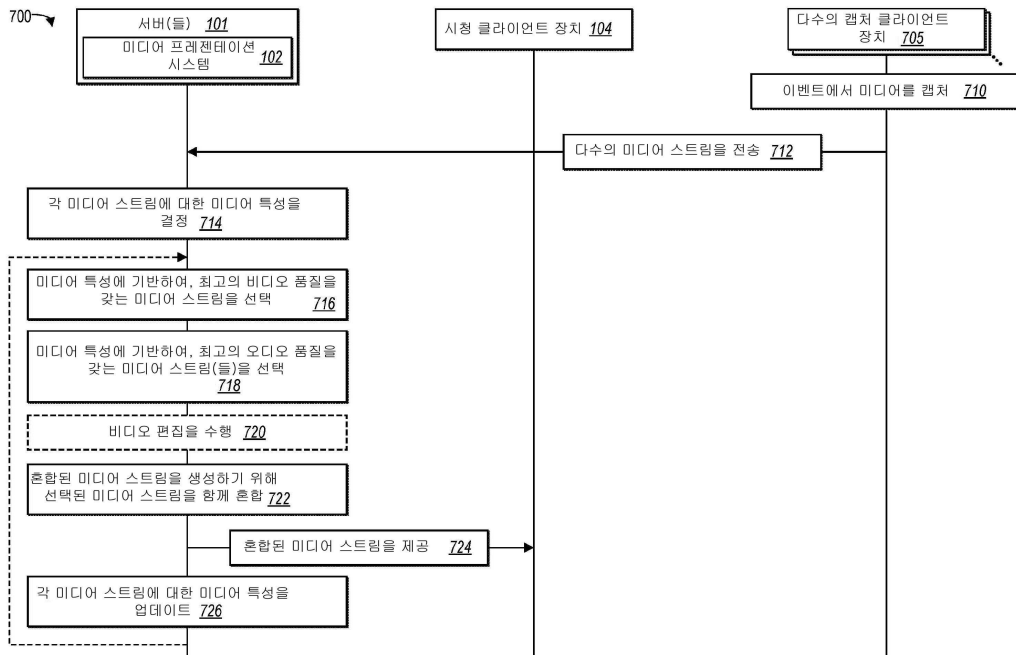 700
서버(들) 101
미디어 프레젠테이션
시스템 102
시청 클라이언트 장치 104
다수의 캡처 클라이언트
장치 705
이벤트에서 미디어를 캡처 710
다수의 미디어 스트림을 전송 712
각 미디어 스트림에 대한 미디어 특성을
결정 714
미디어 특성에 기반하여, 최고의 비디오 품질을
갖는 미디어 스트림을 선택 716
미디어 특성에 기반하여, 최고의 오디오 품질을
갖는 미디어 스트림(들)을 선택
718
비디오 편집을 수행 720
혼합된 미디어 스트림을 생성하기 위해
선택된 미디어 스트림을 함께 혼합 722
혼합된 미디어 스트림을 제공 724
각 미디어 스트림에 대한 미디어 특성을
업데이트 726